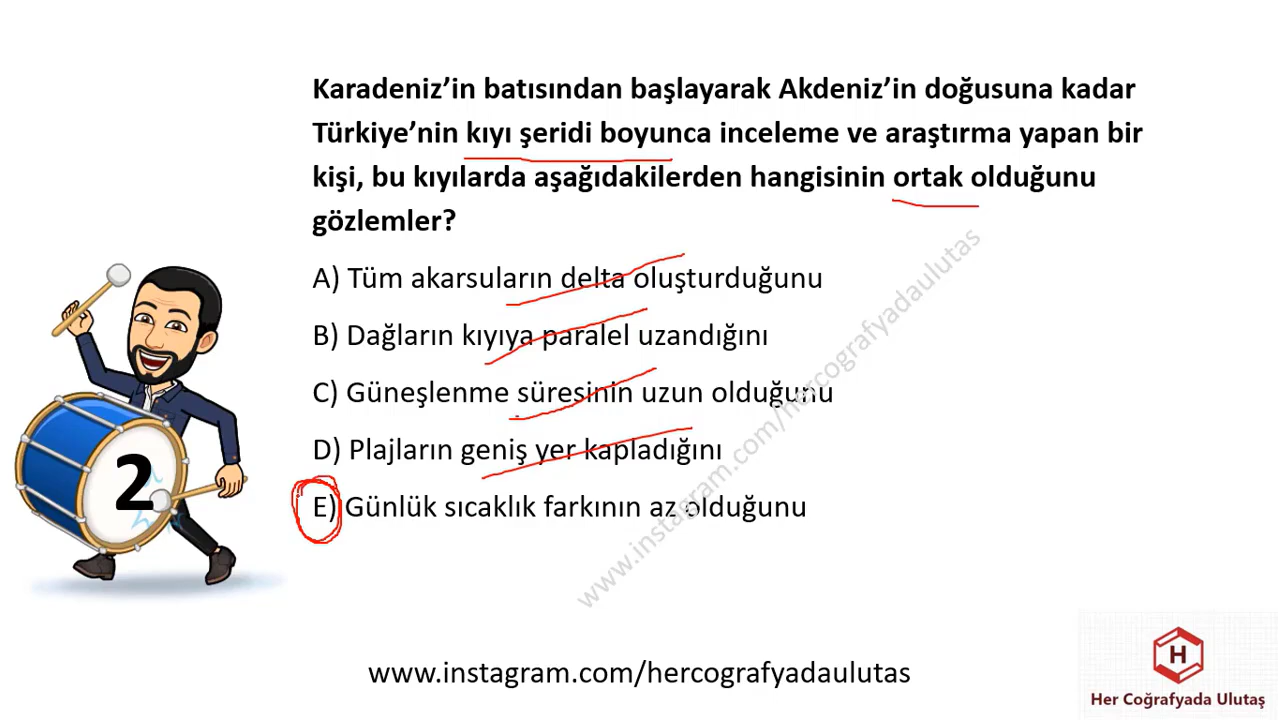 Karadeniz’in batısından başlayarak Akdeniz’in doğusuna kadar
Türkiye’nin kıyı şeridi boyunca inceleme ve araştırma yapan bir
kişi, bu kıyılarda aşağıdakilerden hangisinin ortak olduğunu
gözlemler?
A) Tüm akarsuların delta oluşturduğunu
B) Dağların kıyıya paralel uzandığını
C) Güneşlenme süresinin uzun olduğunu
D) Plajların geniş yer kapladığını
E) Günlük sıcaklık farkının az olduğunu
2
www.instagram.com/hercografyadaulutas
www.instagram.com/hercografyadaulutas
H
Her Coğrafyada Ulutaş